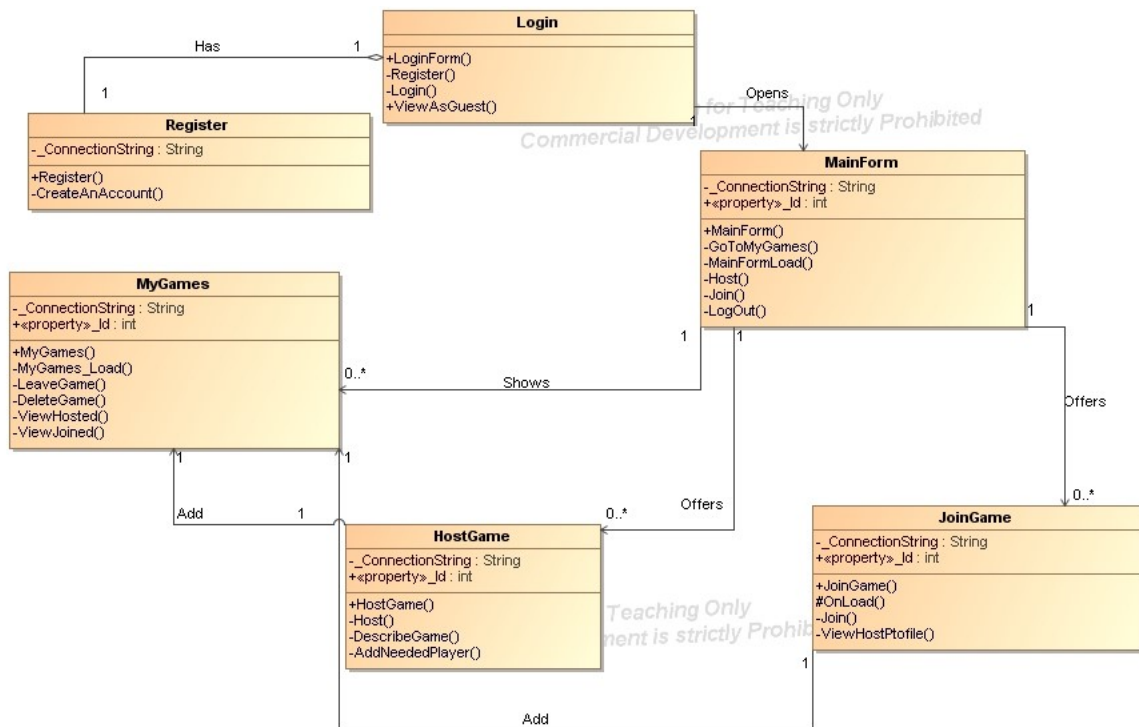 Login
+LoginForm()
-Register()
-Login()
+ViewAsGuest()
Has
1
1
Register
-_ConnectionString : String
+Register()
-CreateAnAccount()
1
Opens
for Teaching Only
Commercial Development is strictly Prohibited
MainForm
-_ConnectionString : String
+«property»_Id : int
+MainForm()
-GoToMyGames()
-MainFormLoad()
-Host()
-Join()
-LogOut()
MyGames
-_ConnectionString : String
+«property»_Id : int
+MyGames()
-MyGames_Load()
-LeaveGame()
-DeleteGame()
-ViewHosted()
-ViewJoined()
1
1
1
0..*
Shows
Offers
1
1
Add
1
0..*
Offers
0..*
HostGame
-_ConnectionString : String
+«property»_Id : int
+HostGame()
-Host()
-DescribeGame()
-AddNeededPlayer()
Teaching Only
ment is strictly Prohib
JoinGame
-_ConnectionString : String
+«property»_Id : int
+JoinGame()
#OnLoad()
-Join()
-ViewHostPtofile()
1
Add